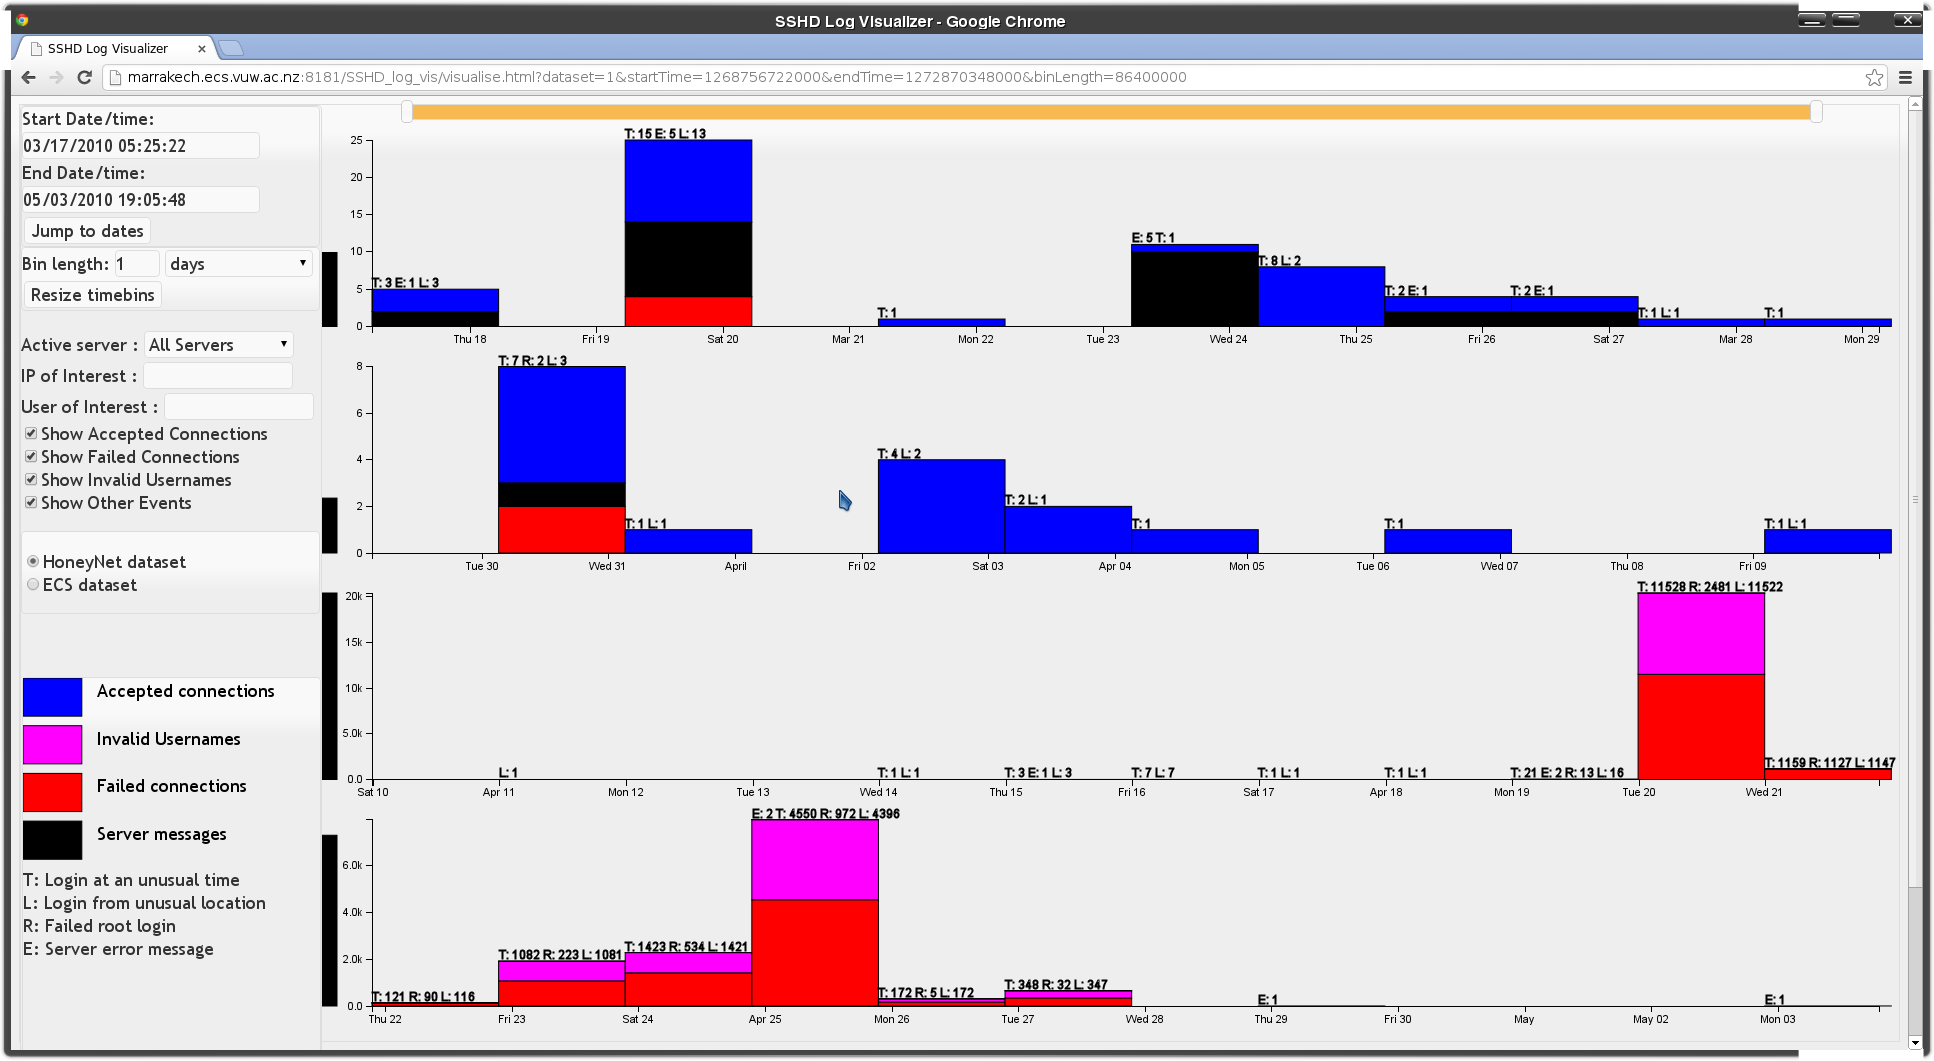 SSHD Log Visualizer - Google Chrome
SSHD Log Visualizer
marrakech.ecs.vuw.ac.nz:8181/SSHD_log_vis/visualise.html?dataset=1&startTime=1268756722000&endTime=1272870348000&binLength=86400000
Start Date/time:
03/17/2010 05:25:22
End Date/time:
05/03/2010 19:05:48
Jump to dates
Bin length: 1 days
Resize timebins
Active server : All Servers
IP of Interest :
User of Interest :
Show Accepted Connections
Show Failed Connections
Show Invalid Usernames
Show Other Events
HoneyNet dataset
ECS dataset
Accepted connections
Invalid Usernames
Failed connections
Server messages
T: Login at an unusual time
L: Login from unusual location
R: Failed root login
E: Server error message
T: 15 E: 5 L: 13
25
20
15
E: 5 T: 1
10
T: 8 L: 2
T: 3 E: 1 L: 3
5
T: 2 E: 1 T: 2 E: 1
T: 1 T: 1 L: 1 T: 1
0
Thu 18 Fri 19 Sat 20 Mar 21 Mon 22 Tue 23 Wed 24 Thu 25 Fri 26 Sat 27 Mar 28 Mon 29
T: 7 R: 2 L: 3
8
6
T: 4 L: 2
4
T: 2 L: 1
2
T: 1 L: 1 T: 1 T: 1 T: 1 L: 1
0
Tue 30 Wed 31 April Fri 02 Sat 03 Apr 04 Mon 05 Tue 06 Wed 07 Thu 08 Fri 09
T: 11528 R: 2481 L: 11522
20k
15k
10k
5.0k
T: 1159 R: 1127 L: 1147
L: 1 T: 1 L: 1 T: 3 E: 1 L: 3 T: 7 L: 7 T: 1 L: 1 T: 1 L: 1 T: 21 E: 2 R: 13 L: 16
0.0
Sat 10 Apr 11 Mon 12 Tue 13 Wed 14 Thu 15 Fri 16 Sat 17 Apr 18 Mon 19 Tue 20 Wed 21
E: 2 T: 4550 R: 972 L: 4396
6.0k
4.0k
T: 1082 R: 223 L: 1081 T: 1423 R: 534 L: 1421
2.0k
T: 121 R: 90 L: 116 T: 172 R: 5 L: 172 T: 348 R: 32 L: 347 E: 1 E: 1
0.0
Thu 22 Fri 23 Sat 24 Apr 25 Mon 26 Tue 27 Wed 28 Thu 29 Fri 30 May May 02 Mon 03